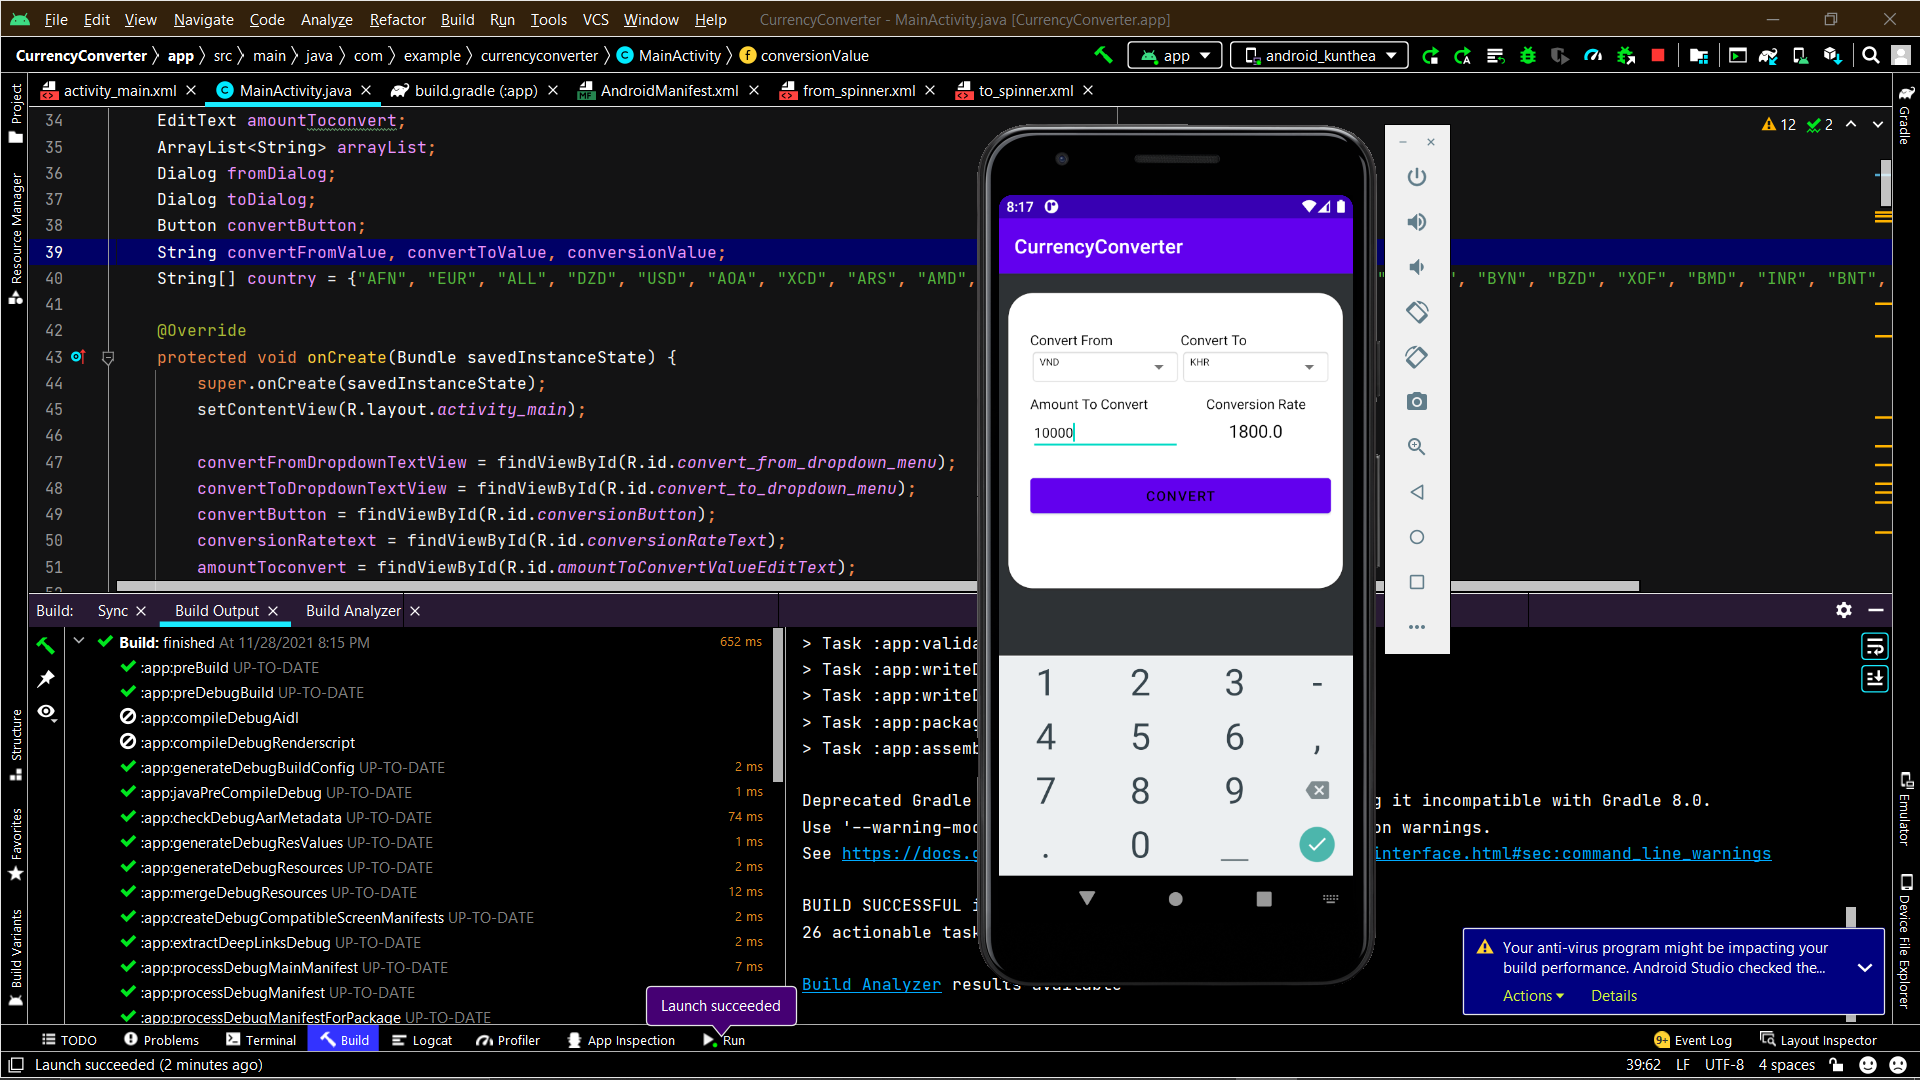 File Edit View Navigate Code Analyze Refactor Build Run Tools VCS Window Help CurrencyConverter - MainActivity.java [CurrencyConverter.app]
CurrencyConverter app src main java com example currencyconverter MainActivity conversionValue app android_kunthea
activity_main.xml MainActivity.java build.gradle (:app) AndroidManifest.xml from_spinner.xml to_spinner.xml
Project
Resource Manager
Structure
Favorites
Build Variants
34 EditText amountToconvert;
35 ArrayList<String> arrayList;
36 Dialog fromDialog;
37 Dialog toDialog;
38 Button convertButton;
39 String convertFromValue, convertToValue, conversionValue;
40 String[] country = {"AFN", "EUR", "ALL", "DZD", "USD", "AOA", "XCD", "ARS", "AMD", ", "BYN", "BZD", "XOF", "BMD", "INR", "BNT",
41
42 @Override
43 protected void onCreate(Bundle savedInstanceState) {
44 super.onCreate(savedInstanceState);
45 setContentView(R.layout.activity_main);
46
47 convertFromDropdownTextView = findViewById(R.id.convert_from_dropdown_menu);
48 convertToDropdownTextView = findViewById(R.id.convert_to_dropdown_menu);
49 convertButton = findViewById(R.id.conversionButton);
50 conversionRatetext = findViewById(R.id.conversionRateText);
51 amountToconvert = findViewById(R.id.amountToConvertValueEditText);
12 2
Gradle
Emulator
Device File Explorer
8:17
CurrencyConverter
Convert From Convert To
VND KHR
Amount To Convert Conversion Rate
10000 1800.0
CONVERT
1 2 3 -
4 5 6 ,
7 8 9
. 0
Build: Sync Build Output Build Analyzer
Build: finished At 11/28/2021 8:15 PM 652 ms
:app:preBuild UP-TO-DATE
:app:preDebugBuild UP-TO-DATE
:app:compileDebugAidl
:app:compileDebugRenderscript
:app:generateDebugBuildConfig UP-TO-DATE 2 ms
:app:javaPreCompileDebug UP-TO-DATE 1 ms
:app:checkDebugAarMetadata UP-TO-DATE 74 ms
:app:generateDebugResValues UP-TO-DATE 1 ms
:app:generateDebugResources UP-TO-DATE 2 ms
:app:mergeDebugResources UP-TO-DATE 12 ms
:app:createDebugCompatibleScreenManifests UP-TO-DATE 2 ms
:app:extractDeepLinksDebug UP-TO-DATE 2 ms
:app:processDebugMainManifest UP-TO-DATE 7 ms
:app:processDebugManifest UP-TO-DATE
:app:processDebugManifestForPackage UP-TO-DATE
> Task :app:valida
> Task :app:writeD
> Task :app:writeD
> Task :app:packag
> Task :app:assemb
Deprecated Gradle g it incompatible with Gradle 8.0.
Use '--warning-mod on warnings.
See https://docs.g interface.html#sec:command_line_warnings
BUILD SUCCESSFUL i
26 actionable task
Build Analyzer results available
Your anti-virus program might be impacting your
build performance. Android Studio checked the...
Actions Details
Launch succeeded
TODO Problems Terminal Build Logcat Profiler App Inspection Run 9+ Event Log Layout Inspector
Launch succeeded (2 minutes ago) 39:62 LF UTF-8 4 spaces